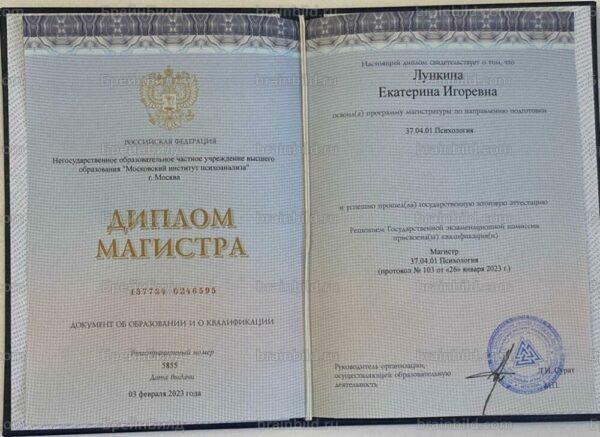 РОССИЙСКАЯ ФЕДЕРАЦИЯ
Негосударственное образовательное частное учреждение высшего
образования "Московский институт психоанализа"
г. Москва
ДИПЛОМ
МАГИСТРА
137724 0246595
ДОКУМЕНТ ОБ ОБРАЗОВАНИИ И О КВАЛИФИКАЦИИ
Регистрационный номер
5855
Дата выдачи
03 февраля 2023 года
Настоящий диплом свидетельствует о том, что
Лункина
Екатерина Игоревна
освоил(а) программу магистратуры по направлению подготовки
37.04.01 Психология
и успешно прошел(ла) государственную итоговую аттестацию
Решением Государственной экзаменационной комиссии
присвоена(ы) квалификация(и)
Магистр
37.04.01 Психология
(протокол № 103 от «26» января 2023 г.)
Руководитель организации,
осуществляющей образовательную
деятельность
Л.И. Сурат
М.П.
brainbild.ru
БрейнБилд